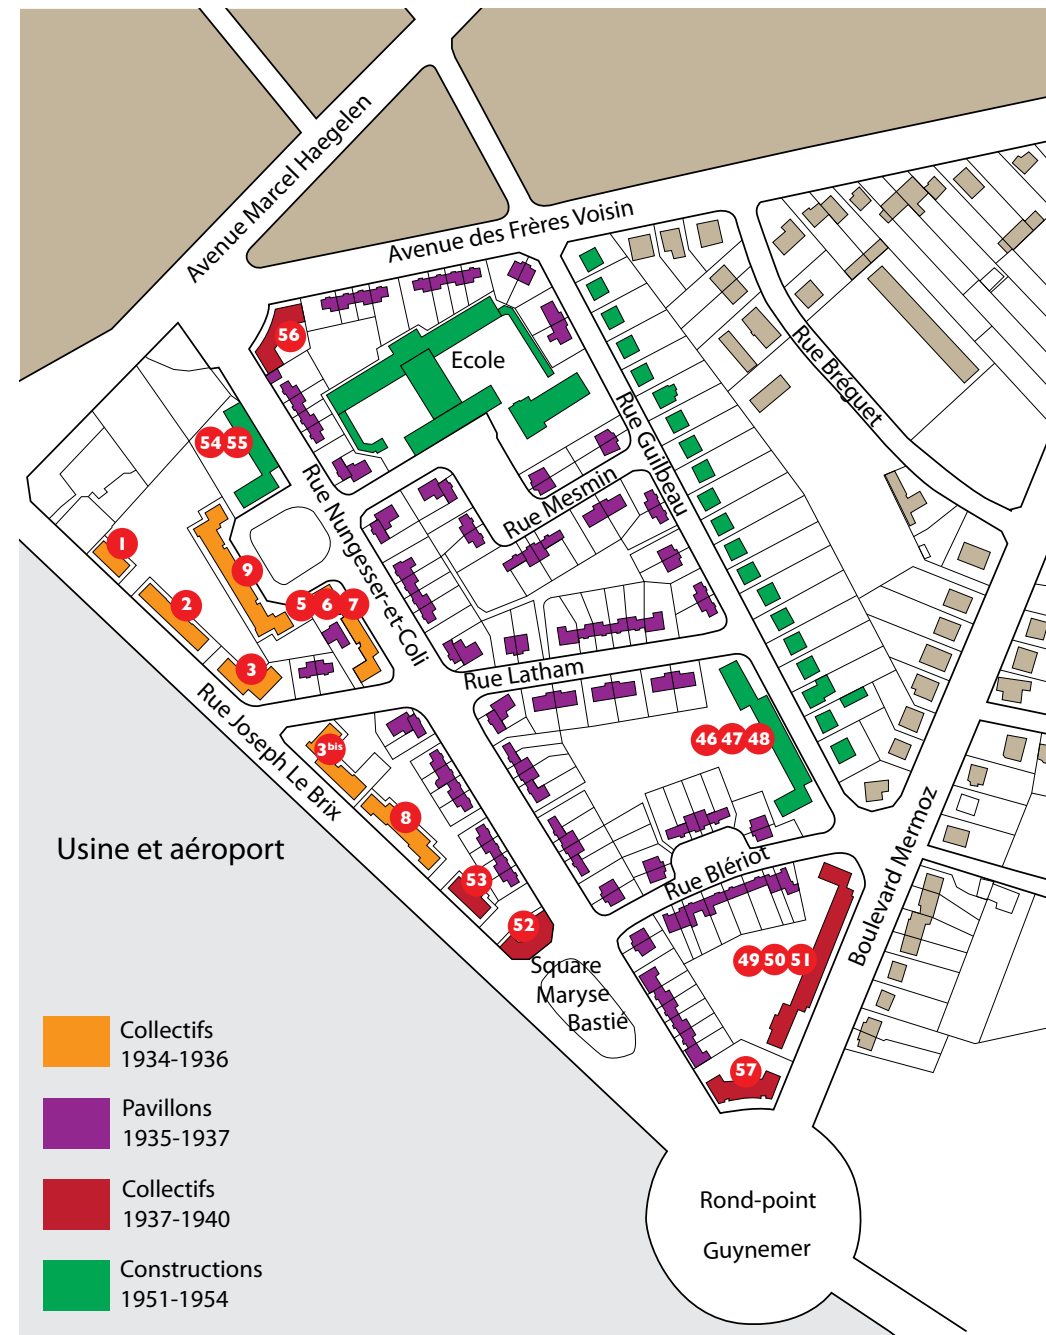 Avenue Marcel Haegelen
Avenue des Frères Voisin
56
Ecole
Rue Bréguet
54 55
Rue Guilbeau
Rue Nungesser-et-Coli
Rue Mesmin
1
9
2
5 6 7
3
Rue Latham
Rue Joseph Le Brix
46 47 48
3bis
8
Boulevard Mermoz
Usine et aéroport
Rue Blériot
53
52
49 50 51
Square
Maryse
Bastié
57
Collectifs
1934-1936
Pavillons
1935-1937
Collectifs
1937-1940
Constructions
1951-1954
Rond-point
Guynemer